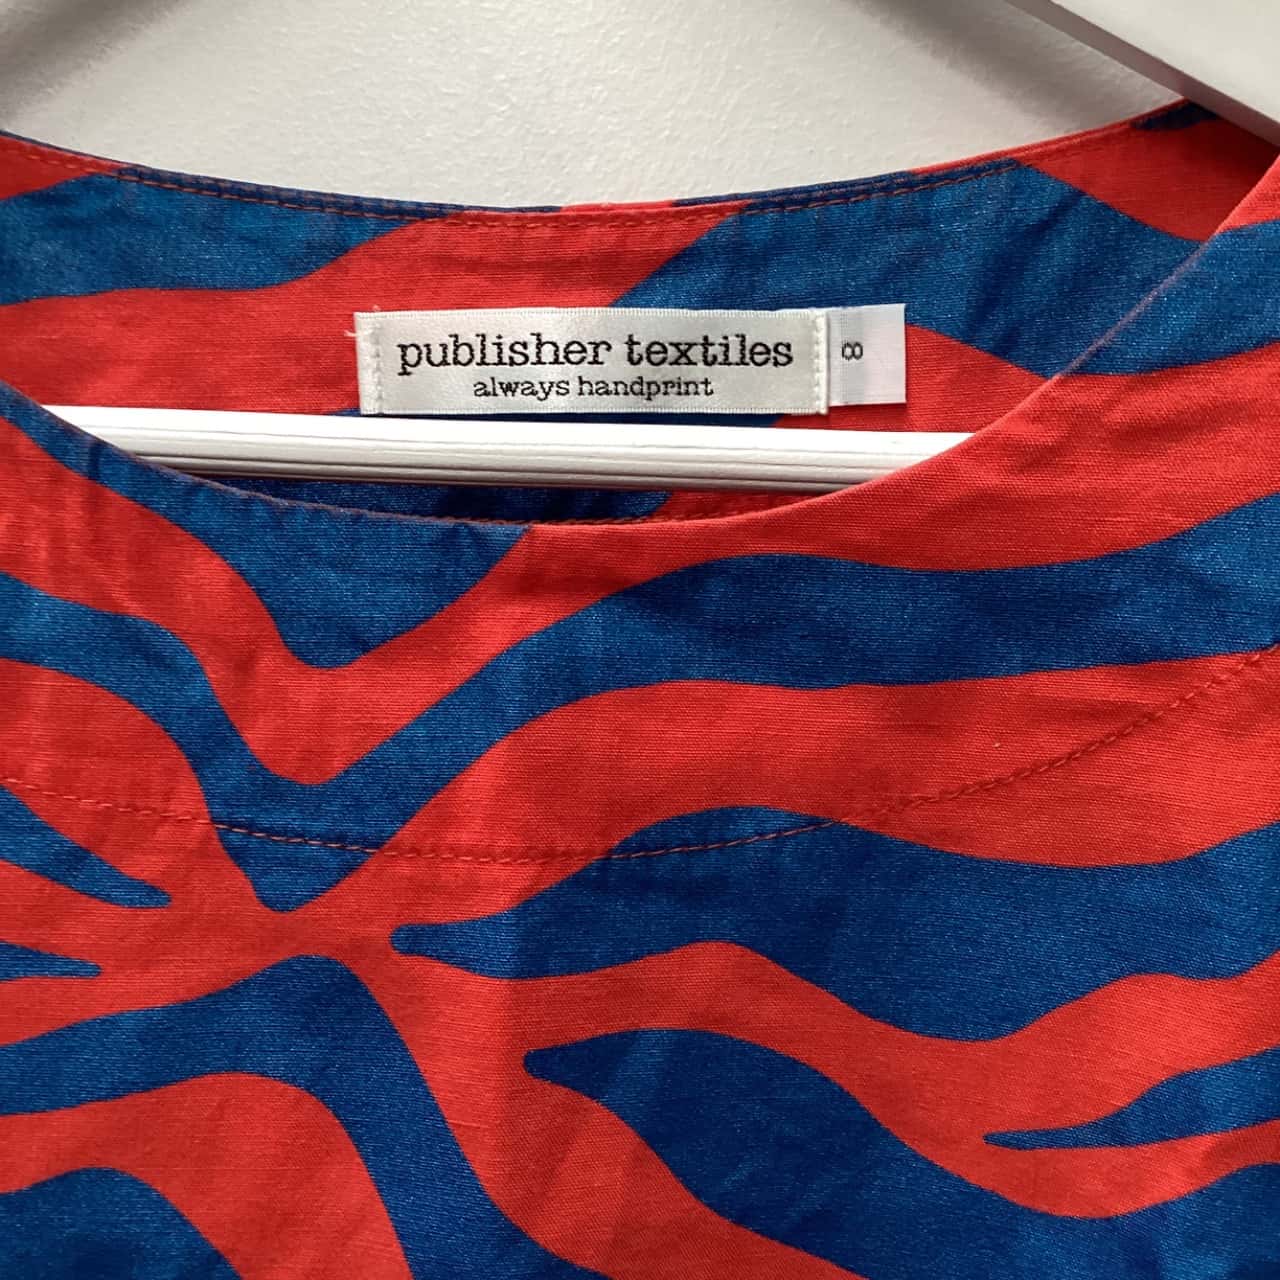 publisher textiles
always handprint
8